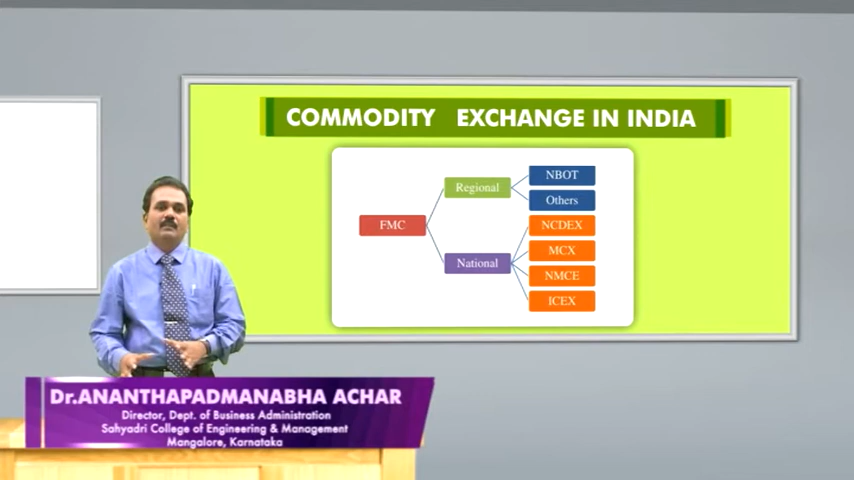 COMMODITY EXCHANGE IN INDIA
FMC
Regional
National
NBOT
Others
NCDEX
MCX
NMCE
ICEX
Dr.ANANTHAPADMANABHA ACHAR
Director, Dept. of Business Administration
Sahyadri College of Engineering & Management
Mangalore, Karnataka